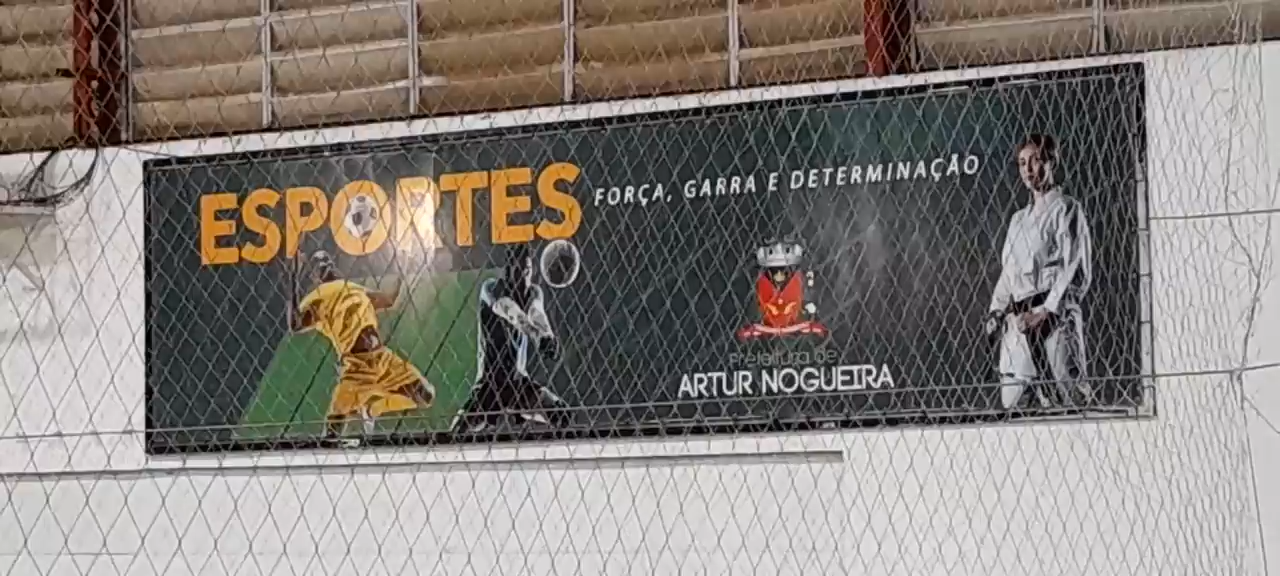 ESPORTES
FORÇA, GARRA E DETERMINAÇÃO
Prefeitura de
ARTUR NOGUEIRA